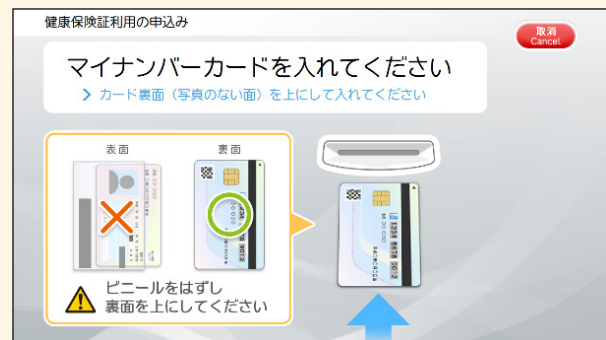 健康保険証利用の申込み
取消
Cancel
マイナンバーカードを入れてください
カード裏面（写真のない面）を上にして入れてください
表面
裏面
ビニールをはずし
裏面を上にしてください